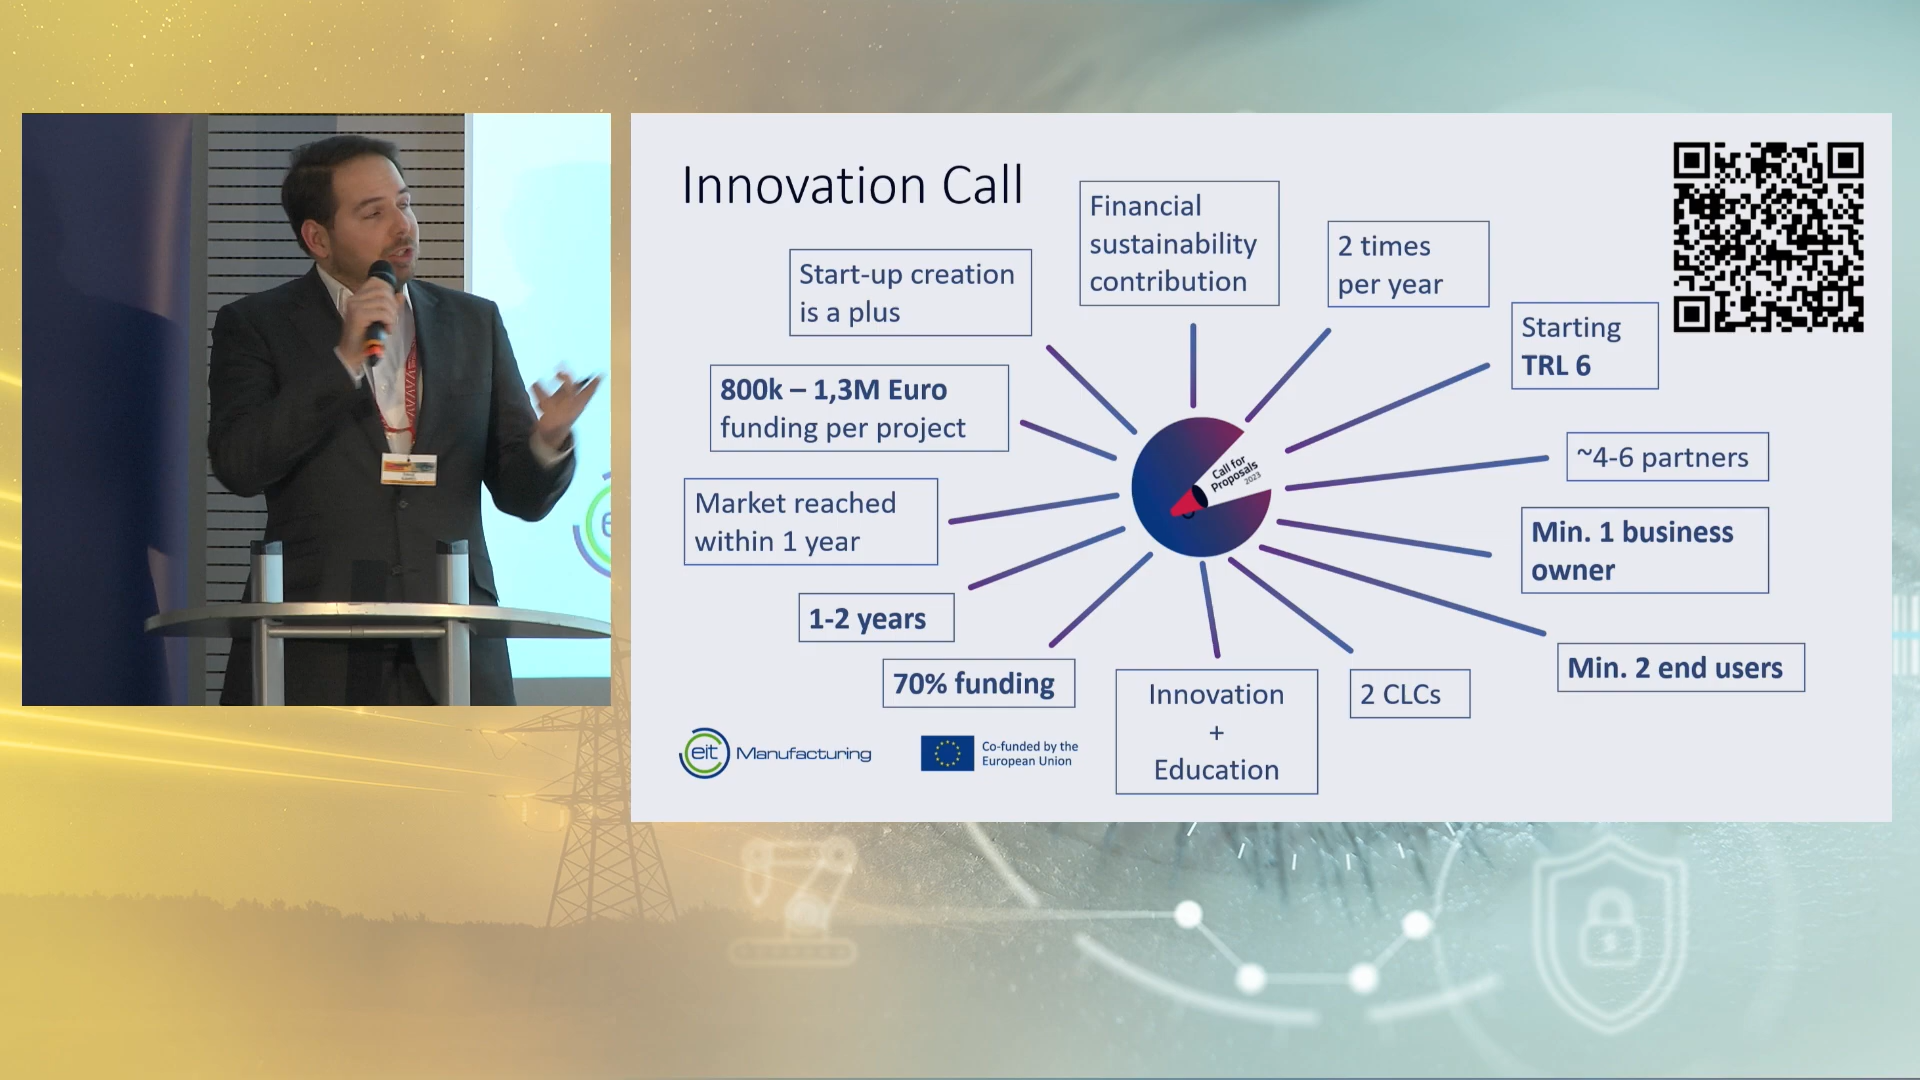 Innovation Call
Financial
sustainability
contribution
2 times
per year
Start-up creation
is a plus
Starting
TRL 6
800k – 1,3M Euro
funding per project
~4-6 partners
Call for
Proposals
2023
Market reached
within 1 year
Min. 1 business
owner
1-2 years
Min. 2 end users
70% funding
Innovation
+
Education
2 CLCs
eit Manufacturing
Co-funded by the
European Union